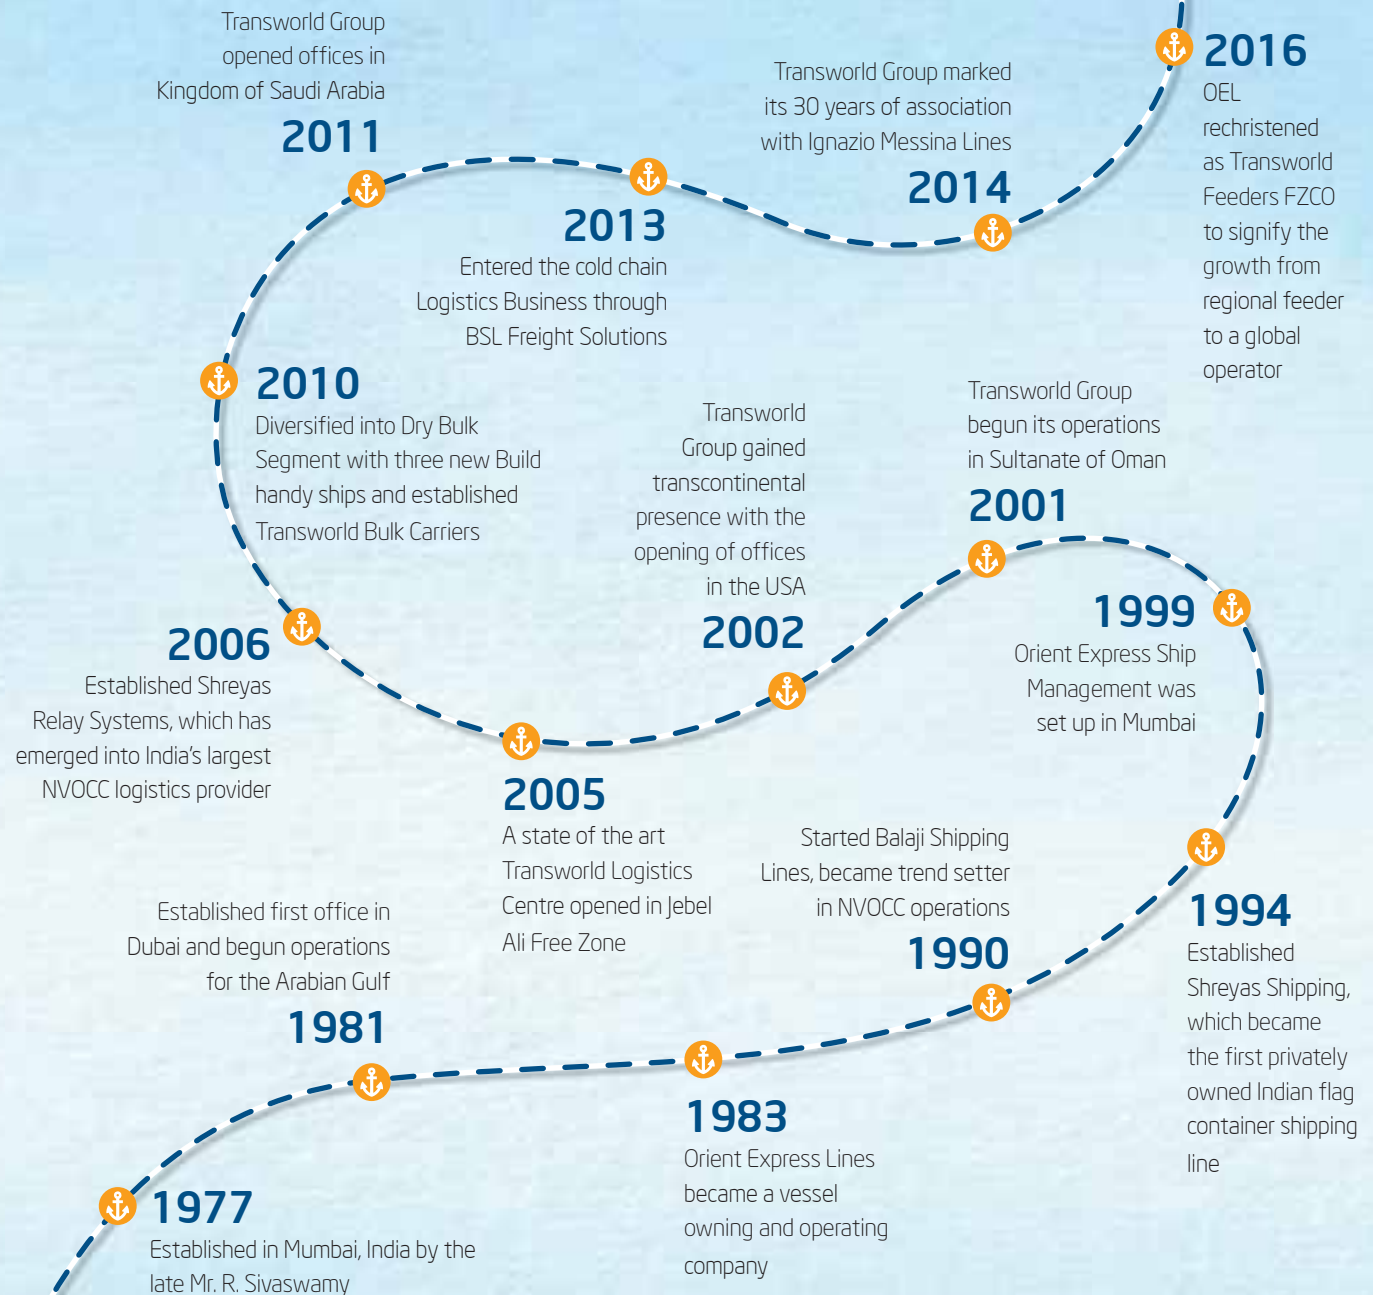 Transworld Group
opened offices in
Kingdom of Saudi Arabia
2011
2013
Entered the cold chain
Logistics Business through
BSL Freight Solutions
Transworld Group marked
its 30 years of association
with Ignazio Messina Lines
2014
2016
OEL
rechristened
as Transworld
Feeders FZCO
to signify the
growth from
regional feeder
to a global
operator
2010
Diversified into Dry Bulk
Segment with three new Build
handy ships and established
Transworld Bulk Carriers
2006
Established Shreyas
Relay Systems, which has
emerged into India's largest
NVOCC logistics provider
2005
A state of the art
Transworld Logistics
Centre opened in Jebel
Ali Free Zone
Transworld
Group gained
transcontinental
presence with the
opening of offices
in the USA
2002
Transworld Group
begun its operations
in Sultanate of Oman
2001
1999
Orient Express Ship
Management was
set up in Mumbai
1994
Established
Shreyas Shipping,
which became
the first privately
owned Indian flag
container shipping
line
Started Balaji Shipping
Lines, became trend setter
in NVOCC operations
1990
1983
Orient Express Lines
became a vessel
owning and operating
company
Established first office in
Dubai and begun operations
for the Arabian Gulf
1981
1977
Established in Mumbai, India by the
late Mr. R. Sivaswamy